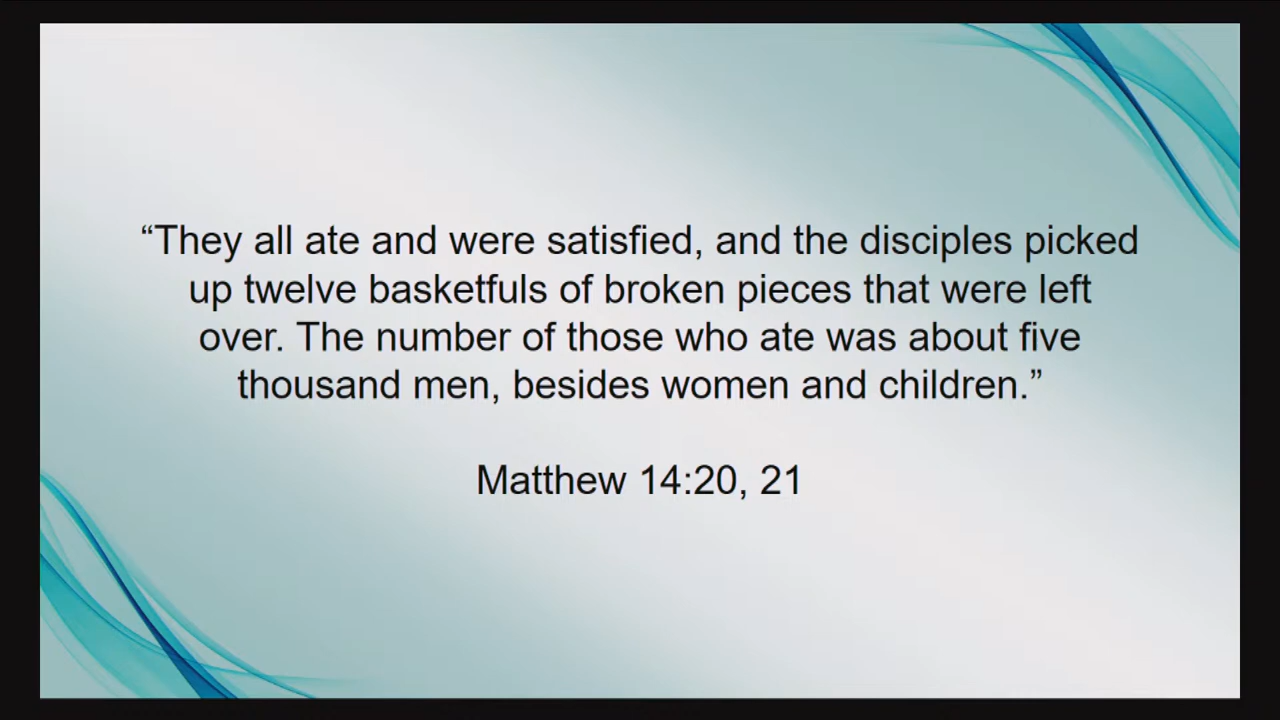 “They all ate and were satisfied, and the disciples picked
up twelve basketfuls of broken pieces that were left
over. The number of those who ate was about five
thousand men, besides women and children.”
Matthew 14:20, 21